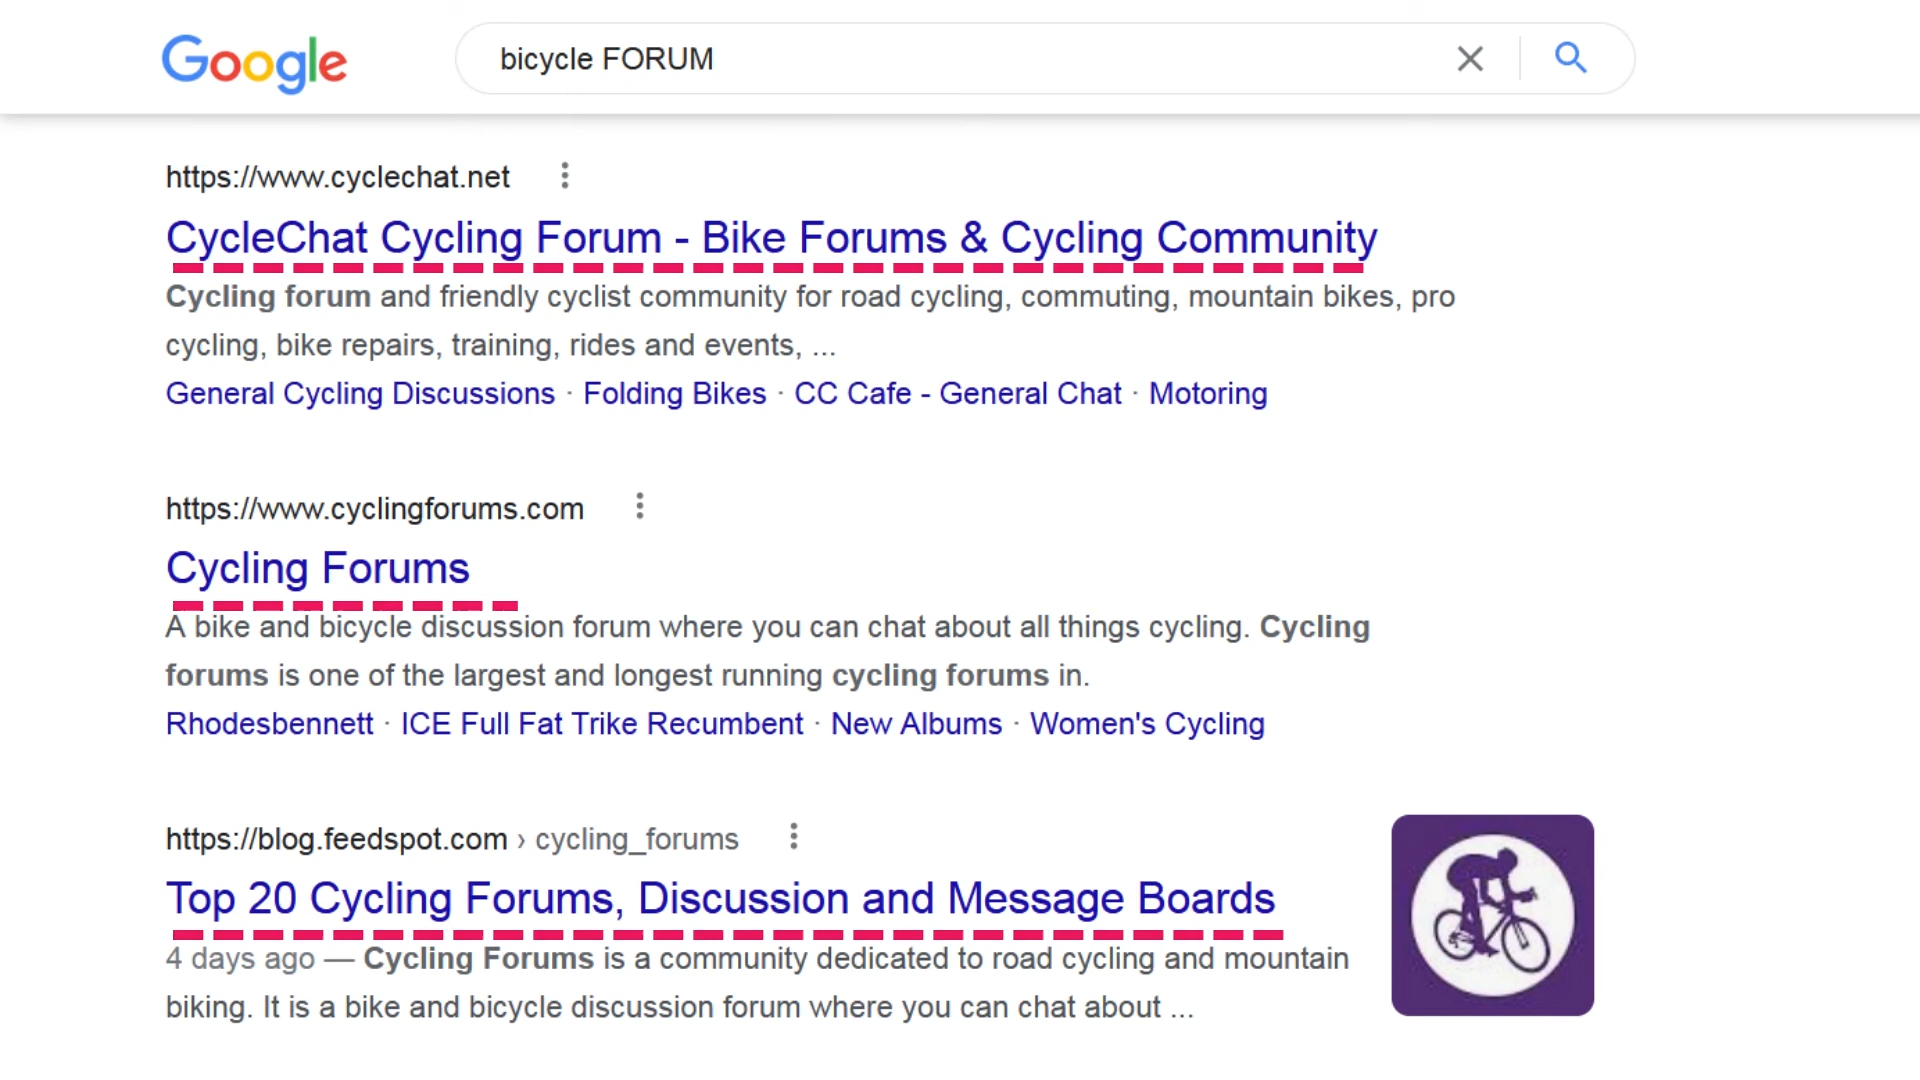 Google
bicycle FORUM
https://www.cyclechat.net
CycleChat Cycling Forum - Bike Forums & Cycling Community
Cycling forum and friendly cyclist community for road cycling, commuting, mountain bikes, pro
cycling, bike repairs, training, rides and events, ...
General Cycling Discussions · Folding Bikes · CC Cafe - General Chat · Motoring
https://www.cyclingforums.com
Cycling Forums
A bike and bicycle discussion forum where you can chat about all things cycling. Cycling
forums is one of the largest and longest running cycling forums in.
Rhodesbennett · ICE Full Fat Trike Recumbent · New Albums · Women's Cycling
https://blog.feedspot.com › cycling_forums
Top 20 Cycling Forums, Discussion and Message Boards
4 days ago — Cycling Forums is a community dedicated to road cycling and mountain
biking. It is a bike and bicycle discussion forum where you can chat about ...